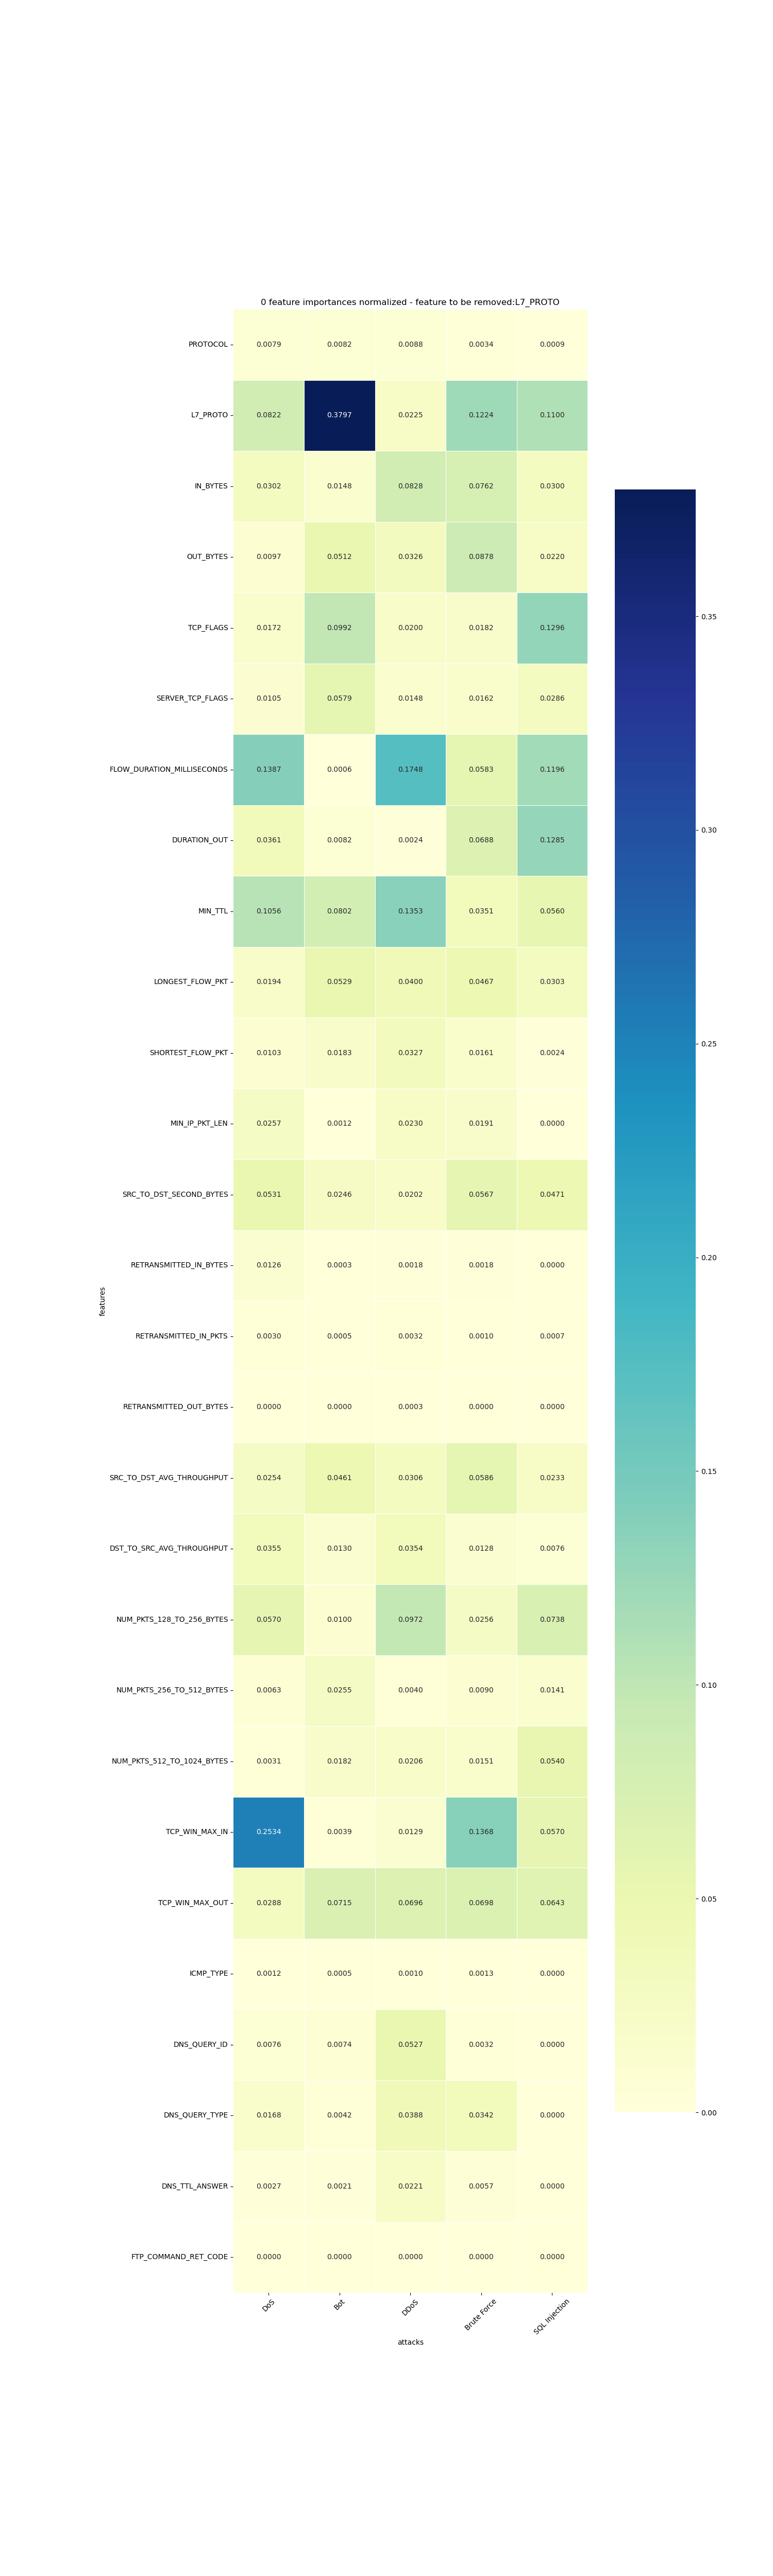 0 feature importances normalized - feature to be removed:L7_PROTO
PROTOCOL 0.0079 0.0082 0.0088 0.0034 0.0009
L7_PROTO 0.0822 0.3797 0.0225 0.1224 0.1100
IN_BYTES 0.0302 0.0148 0.0828 0.0762 0.0300
OUT_BYTES 0.0097 0.0512 0.0326 0.0878 0.0220
TCP_FLAGS 0.0172 0.0992 0.0200 0.0182 0.1296
SERVER_TCP_FLAGS 0.0105 0.0579 0.0148 0.0162 0.0286
FLOW_DURATION_MILLISECONDS 0.1387 0.0006 0.1748 0.0583 0.1196
DURATION_OUT 0.0361 0.0082 0.0024 0.0688 0.1285
MIN_TTL 0.1056 0.0802 0.1353 0.0351 0.0560
LONGEST_FLOW_PKT 0.0194 0.0529 0.0400 0.0467 0.0303
SHORTEST_FLOW_PKT 0.0103 0.0183 0.0327 0.0161 0.0024
MIN_IP_PKT_LEN 0.0257 0.0012 0.0230 0.0191 0.0000
SRC_TO_DST_SECOND_BYTES 0.0531 0.0246 0.0202 0.0567 0.0471
RETRANSMITTED_IN_BYTES 0.0126 0.0003 0.0018 0.0018 0.0000
RETRANSMITTED_IN_PKTS 0.0030 0.0005 0.0032 0.0010 0.0007
RETRANSMITTED_OUT_BYTES 0.0000 0.0000 0.0003 0.0000 0.0000
SRC_TO_DST_AVG_THROUGHPUT 0.0254 0.0461 0.0306 0.0586 0.0233
DST_TO_SRC_AVG_THROUGHPUT 0.0355 0.0130 0.0354 0.0128 0.0076
NUM_PKTS_128_TO_256_BYTES 0.0570 0.0100 0.0972 0.0256 0.0738
NUM_PKTS_256_TO_512_BYTES 0.0063 0.0255 0.0040 0.0090 0.0141
NUM_PKTS_512_TO_1024_BYTES 0.0031 0.0182 0.0206 0.0151 0.0540
TCP_WIN_MAX_IN 0.2534 0.0039 0.0129 0.1368 0.0570
TCP_WIN_MAX_OUT 0.0288 0.0715 0.0696 0.0698 0.0643
ICMP_TYPE 0.0012 0.0005 0.0010 0.0013 0.0000
DNS_QUERY_ID 0.0076 0.0074 0.0527 0.0032 0.0000
DNS_QUERY_TYPE 0.0168 0.0042 0.0388 0.0342 0.0000
DNS_TTL_ANSWER 0.0027 0.0021 0.0221 0.0057 0.0000
FTP_COMMAND_RET_CODE 0.0000 0.0000 0.0000 0.0000 0.0000
features
DoS Bot DDoS Brute Force SQL Injection
attacks
0.35
0.30
0.25
0.20
0.15
0.10
0.05
0.00